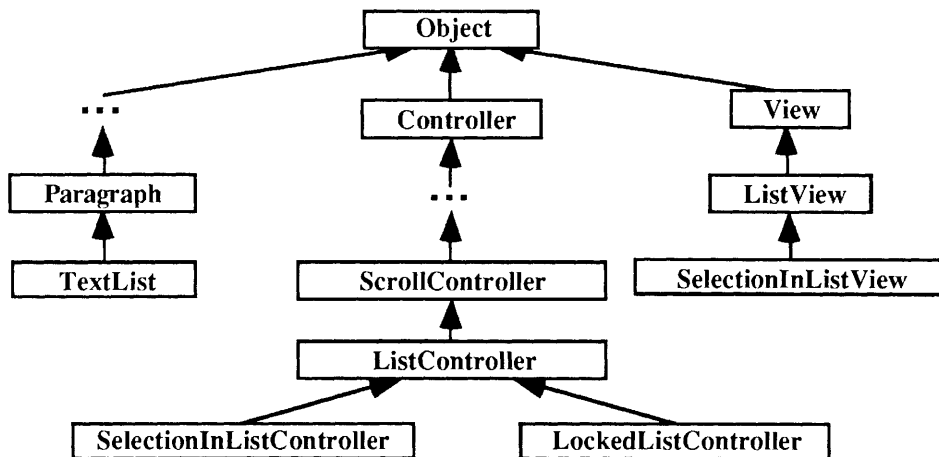 Object
...
Controller
View
Paragraph
...
ListView
TextList
ScrollController
SelectionInListView
ListController
SelectionInListController
LockedListController